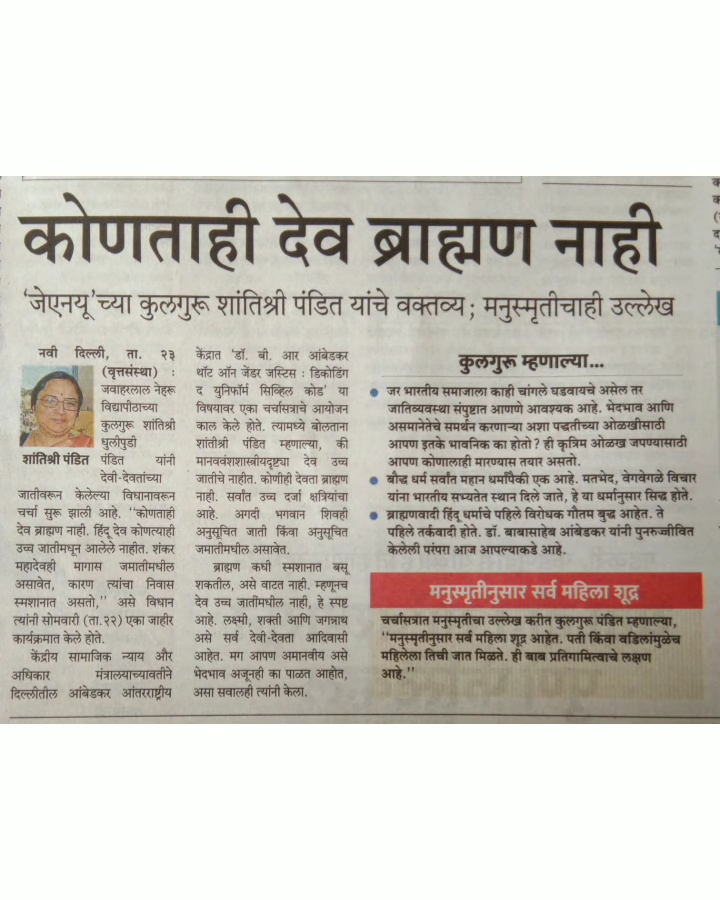 कोणताही देव ब्राह्मण नाही
‘जेएनयू’च्या कुलगुरू शांतिश्री पंडित यांचे वक्तव्य; मनुस्मृतीचाही उल्लेख
नवी दिल्ली, ता. २३
(वृत्तसंस्था) :
जवाहरलाल नेहरू
विद्यापीठाच्या
कुलगुरू शांतिश्री
धुलीपुडी
पंडित यांनी
देवी-देवतांच्या
शांतिश्री पंडित
जातीवरून केलेल्या विधानावरून
चर्चा सुरू झाली आहे. ‘‘कोणताही
देव ब्राह्मण नाही. हिंदू देव कोणत्याही
उच्च जातीमधून आलेले नाहीत. शंकर
महादेवही मागास जमातीमधील
असावेत, कारण त्यांचा निवास
स्मशानात असतो,’’ असे विधान
त्यांनी सोमवारी (ता.२२) एका जाहीर
कार्यक्रमात केले होते.
केंद्रीय सामाजिक न्याय और
अधिकार मंत्रालयाच्यावतीने
दिल्लीतील आंबेडकर आंतरराष्ट्रीय
केंद्रात ‘डॉ. बी. आर आंबेडकर
थॉट ऑन जेंडर जस्टिस : डिकोडिंग
द युनिफॉर्म सिव्हिल कोड’ या
विषयावर एका चर्चासत्राचे आयोजन
काल केले होते. त्यामध्ये बोलताना
शांतीश्री पंडित म्हणाल्या, की
मानववंशशास्त्रीयदृष्ट्या देव उच्च
जातीचे नाहीत. कोणीही देवता ब्राह्मण
नाही. सर्वांत उच्च दर्जा क्षत्रियांचा
आहे. अगदी भगवान शिवही
अनुसूचित जाती किंवा अनुसूचित
जमातीमधील असावेत.
ब्राह्मण कधी स्मशानात बसू
शकतील, असे वाटत नाही. म्हणूनच
देव उच्च जातींमधील नाही, हे स्पष्ट
आहे. लक्ष्मी, शक्ती आणि जगन्नाथ
असे सर्व देवी-देवता आदिवासी
आहेत. मग आपण अमानवीय असे
भेदभाव अजूनही का पाळत आहोत,
असा सवालही त्यांनी केला.
कुलगुरू म्हणाल्या...
जर भारतीय समाजाला काही चांगले घडवायचे असेल तर
जातिव्यवस्था संपुष्टात आणणे आवश्यक आहे. भेदभाव आणि
असमानेतेचे समर्थन करणाऱ्या अशा पद्धतीच्या ओळखीसाठी
आपण इतके भावनिक का होतो? ही कृत्रिम ओळख जपण्यासाठी
आपण कोणालाही मारण्यास तयार असतो.
बौद्ध धर्म सर्वांत महान धर्मांपैकी एक आहे. मतभेद, वेगवेगळे विचार
यांना भारतीय सभ्यतेत स्थान दिले जाते, हे या धर्मानुसार सिद्ध होते.
ब्राह्मणवादी हिंदू धर्माचे पहिले विरोधक गौतम बुद्ध आहेत. ते
पहिले तर्कवादी होते. डॉ. बाबासाहेब आंबेडकर यांनी पुनरुज्जीवित
केलेली परंपरा आज आपल्याकडे आहे.
मनुस्मृतीनुसार सर्व महिला शूद्र
चर्चासत्रात मनुस्मृतीचा उल्लेख करीत कुलगुरू पंडित म्हणाल्या,
‘‘मनुस्मृतीनुसार सर्व महिला शूद्र आहेत. पती किंवा वडिलांमुळेच
महिलेला तिची जात मिळते. ही बाब प्रतिगामित्वाचे लक्षण
आहे.’’